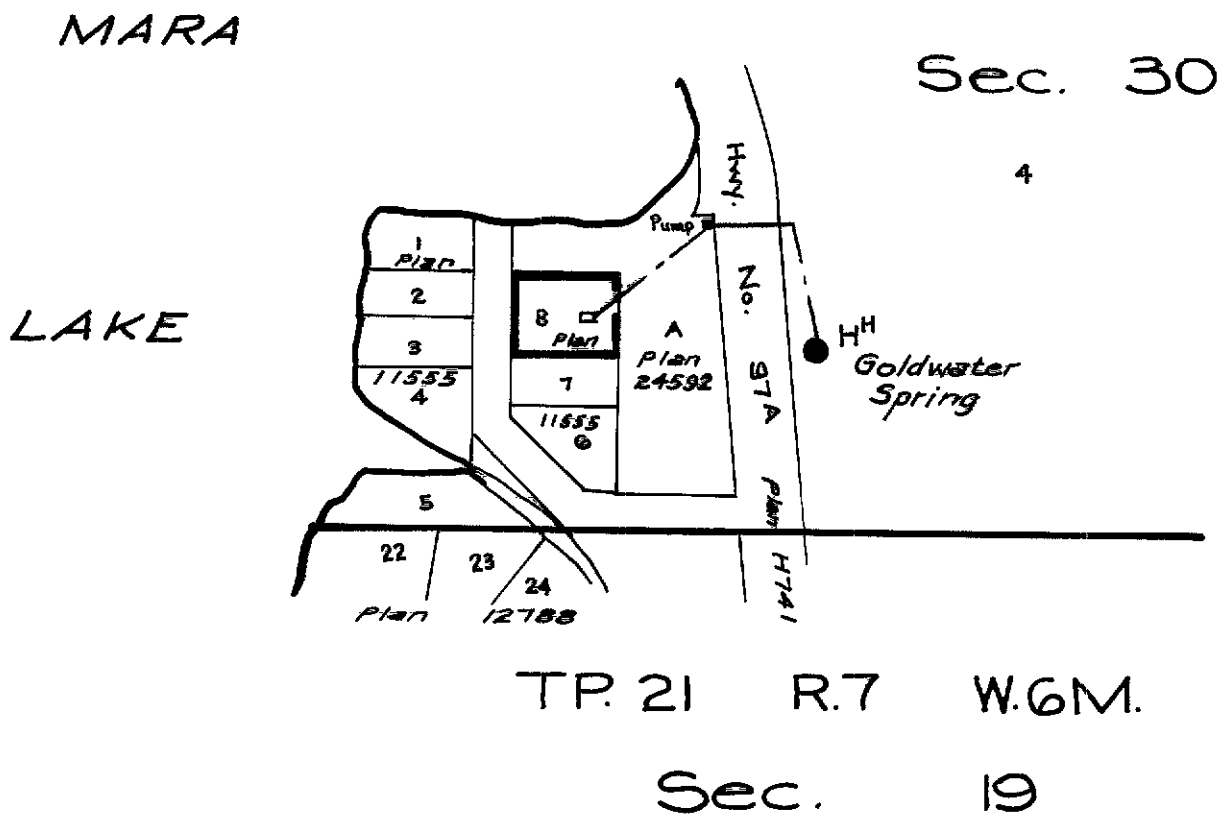 MARA
Sec. 30
4
Hwy.
Pump
1
Plan
2
LAKE
3
11555
4
8
Plan
7
11555
6
A
Plan
24592
No.
97A
Plan
H741
HH
Goldwater
Spring
5
22
23
24
Plan 12788
TP. 21 R.7 W.6M.
Sec. 19